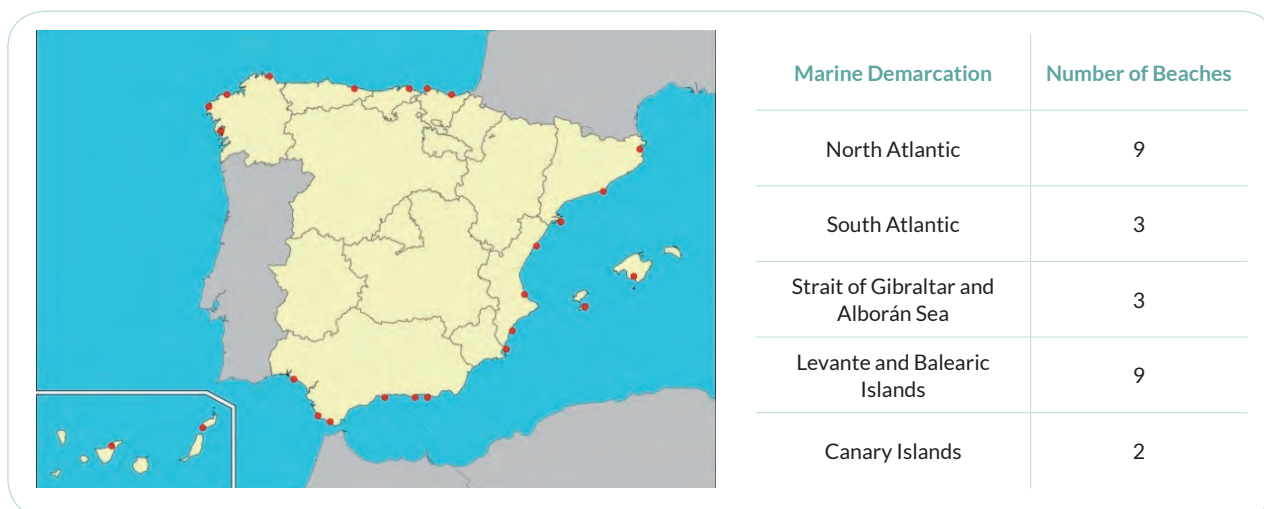 Marine Demarcation Number of Beaches
North Atlantic 9
South Atlantic 3
Strait of Gibraltar and
Alborán Sea 3
Levante and Balearic
Islands 9
Canary Islands 2